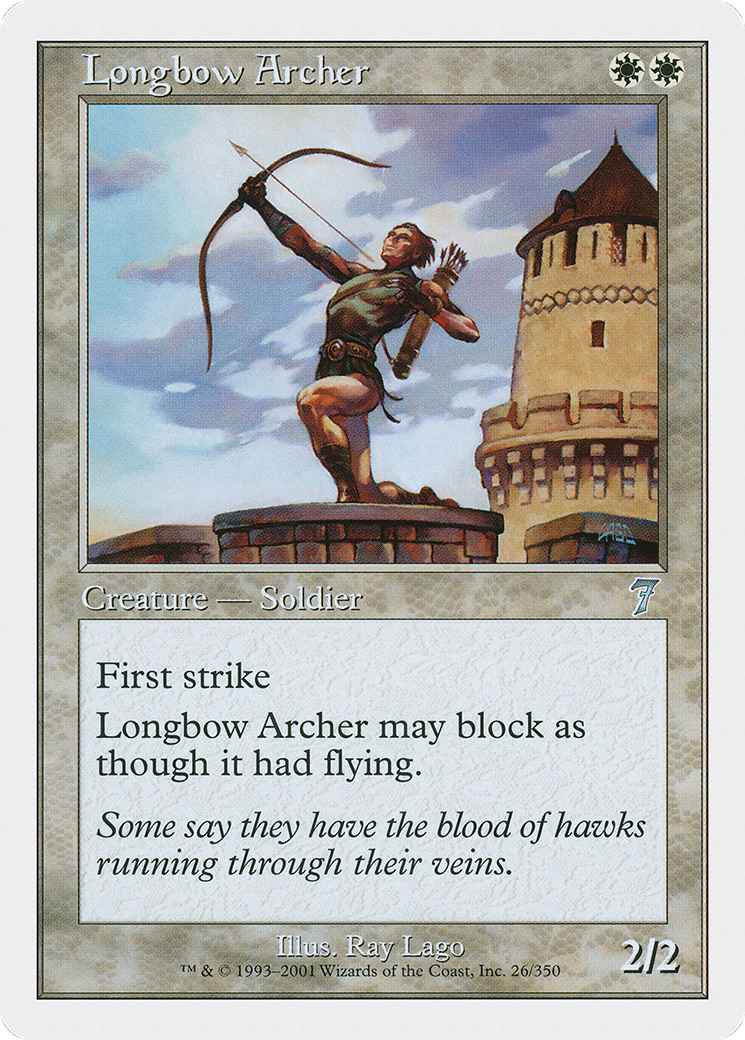 Longbow Archer
LAGO
Creature — Soldier
7
First strike
Longbow Archer may block as
though it had flying.
Some say they have the blood of hawks
running through their veins.
Illus. Ray Lago
2/2
™ & © 1993–2001 Wizards of the Coast, Inc. 26/350